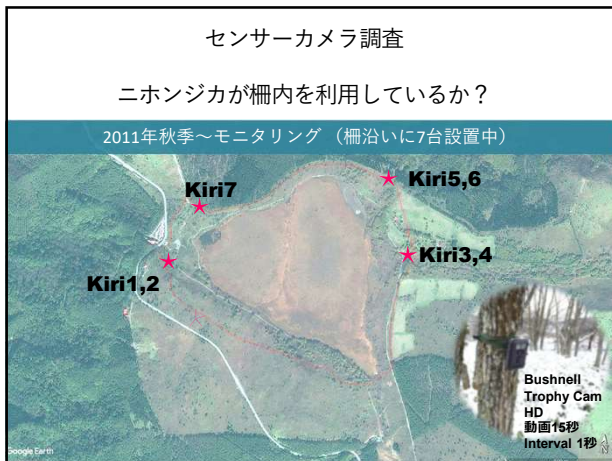 センサーカメラ調査
ニホンジカが柵内を利用しているか？
2011年秋季～モニタリング （柵沿いに7台設置中）
Kiri7
Kiri5,6
Kiri3,4
Kiri1,2
Bushnell
Trophy Cam
HD
動画15秒
Interval 1秒
Google Earth